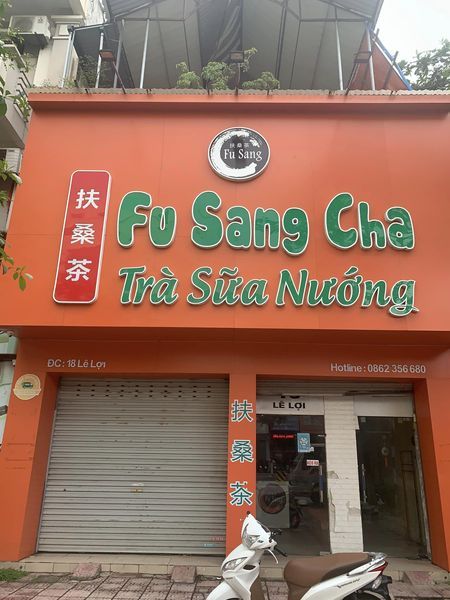 扶桑茶
Fu Sang
扶桑茶
Fu Sang Cha
Trà Sữa Nướng
ĐC: 18 Lê Lợi
Hotline: 0862 356 680
LÊ LỢI
扶桑茶